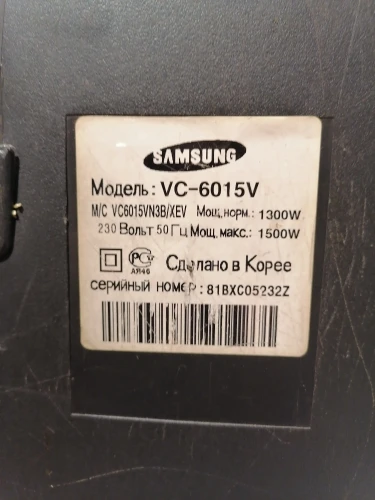 SAMSUNG
Модель: VC-6015V
M/C VC6015VN3B/XEV Мощ.норм.: 1300W
230 Вольт 50 Гц Мощ. макс.: 1500W
РС АЯ46 Сделано в Корее
серийный номер: 81BXC05232Z